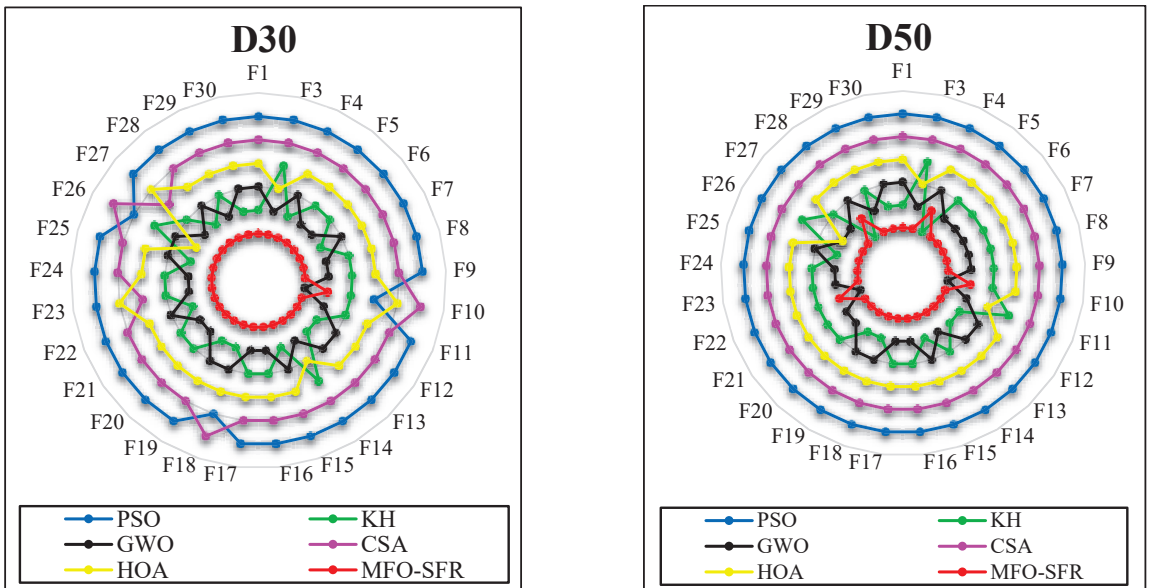 D30
F1
F3
F4
F5
F6
F7
F8
F9
F10
F11
F12
F13
F14
F15
F16
F17
F18
F19
F20
F21
F22
F23
F24
F25
F26
F27
F28
F29
F30
PSO
KH
GWO
CSA
HOA
MFO-SFR
D50
F1
F3
F4
F5
F6
F7
F8
F9
F10
F11
F12
F13
F14
F15
F16
F17
F18
F19
F20
F21
F22
F23
F24
F25
F26
F27
F28
F29
F30
PSO
KH
GWO
CSA
HOA
MFO-SFR